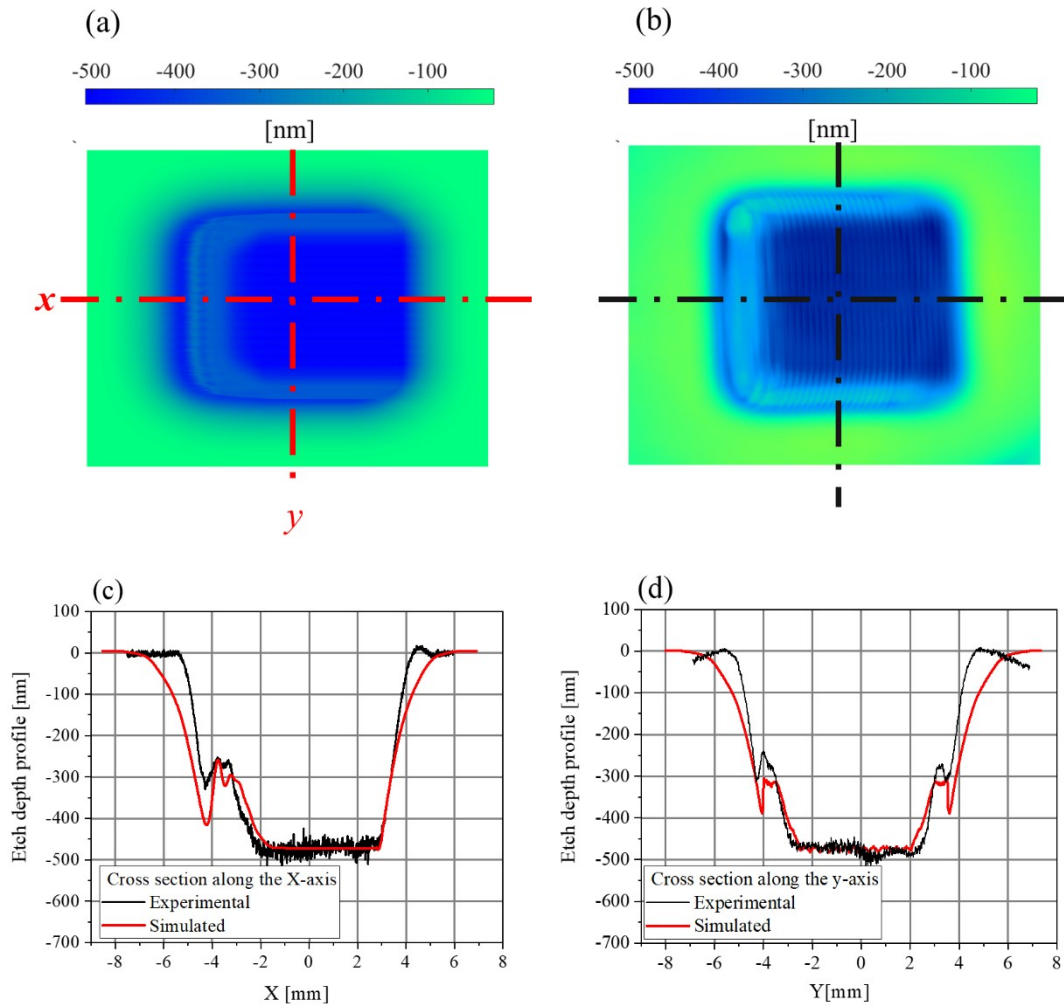 (a)
-500 -400 -300 -200 -100
[nm]
x
y
(b)
-500 -400 -300 -200 -100
[nm]
(c)
100
0
-100
-200
-300
-400
-500
-600
-700
Etch depth profile [nm]
Cross section along the X-axis
Experimental
Simulated
-8 -6 -4 -2 0 2 4 6 8
X [mm]
(d)
100
0
-100
-200
-300
-400
-500
-600
-700
Etch depth profile [nm]
Cross section along the y-axis
Experimental
Simulated
-8 -6 -4 -2 0 2 4 6 8
Y[mm]